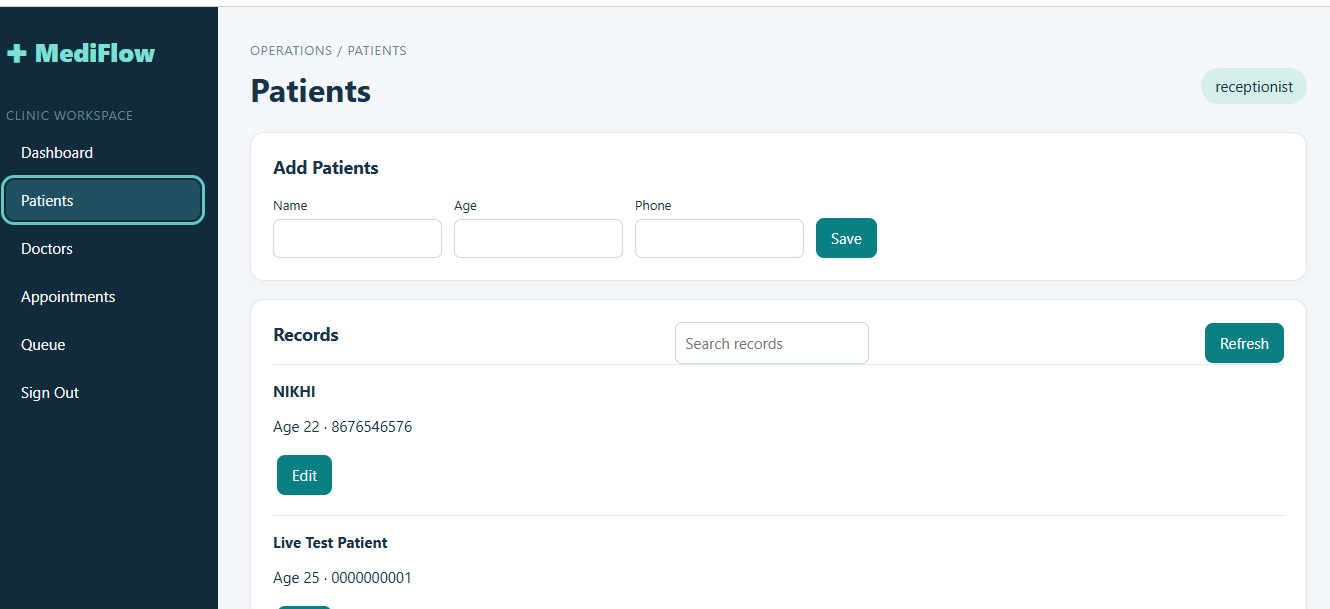 MediFlow
CLINIC WORKSPACE
Dashboard
Patients
Doctors
Appointments
Queue
Sign Out
OPERATIONS / PATIENTS
Patients
receptionist
Add Patients
Name Age Phone
Save
Records
Search records
Refresh
NIKHI
Age 22 · 8676546576
Edit
Live Test Patient
Age 25 · 0000000001